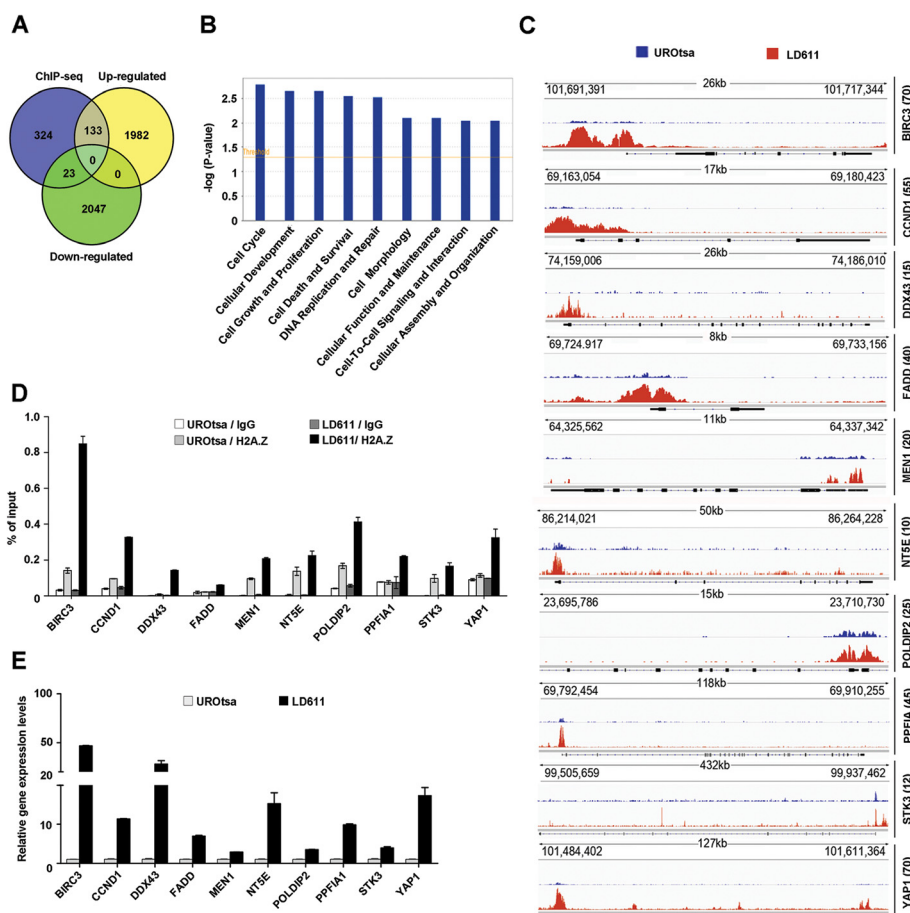 A
ChIP-seq
Up-regulated
324
133
1982
0
23
0
2047
Down-regulated
B
-log (P-value)
2.5
2
1.5
1
0.5
0
Threshold
Cell Cycle
Cellular Development
Cell Growth and Proliferation
Cell Death and Survival
DNA Replication and Repair
Cell Morphology
Cellular Function and Maintenance
Cell-To-Cell Signaling and Interaction
Cellular Assembly and Organization
C
UROtsa
LD611
101,691,391
26kb
101,717,344
BIRC3 (70)
69,163,054
17kb
69,180,423
CCND1 (55)
74,159,006
26kb
74,186,010
DDX43 (15)
69,724.917
8kb
69,733,156
FADD (40)
64,325,562
11kb
64,337,342
MEN1 (20)
86,214,021
50kb
86,264,228
NT5E (10)
23,695,786
15kb
23,710,730
POLDIP2 (25)
69,792,454
118kb
69,910,255
PPFIA (45)
99,505,659
432kb
99,937,462
STK3 (12)
101,484,402
127kb
101,611,364
YAP1 (70)
D
% of input
1.0
0.8
0.6
0.4
0.2
0.0
UROtsa / IgG
UROtsa / H2A.Z
LD611 / IgG
LD611/ H2A.Z
BIRC3
CCND1
DDX43
FADD
MEN1
NT5E
POLDIP2
PPFIA1
STK3
YAP1
E
Relative gene expression levels
100
50
20
10
0
UROtsa
LD611
BIRC3
CCND1
DDX43
FADD
MEN1
NT5E
POLDIP2
PPFIA1
STK3
YAP1